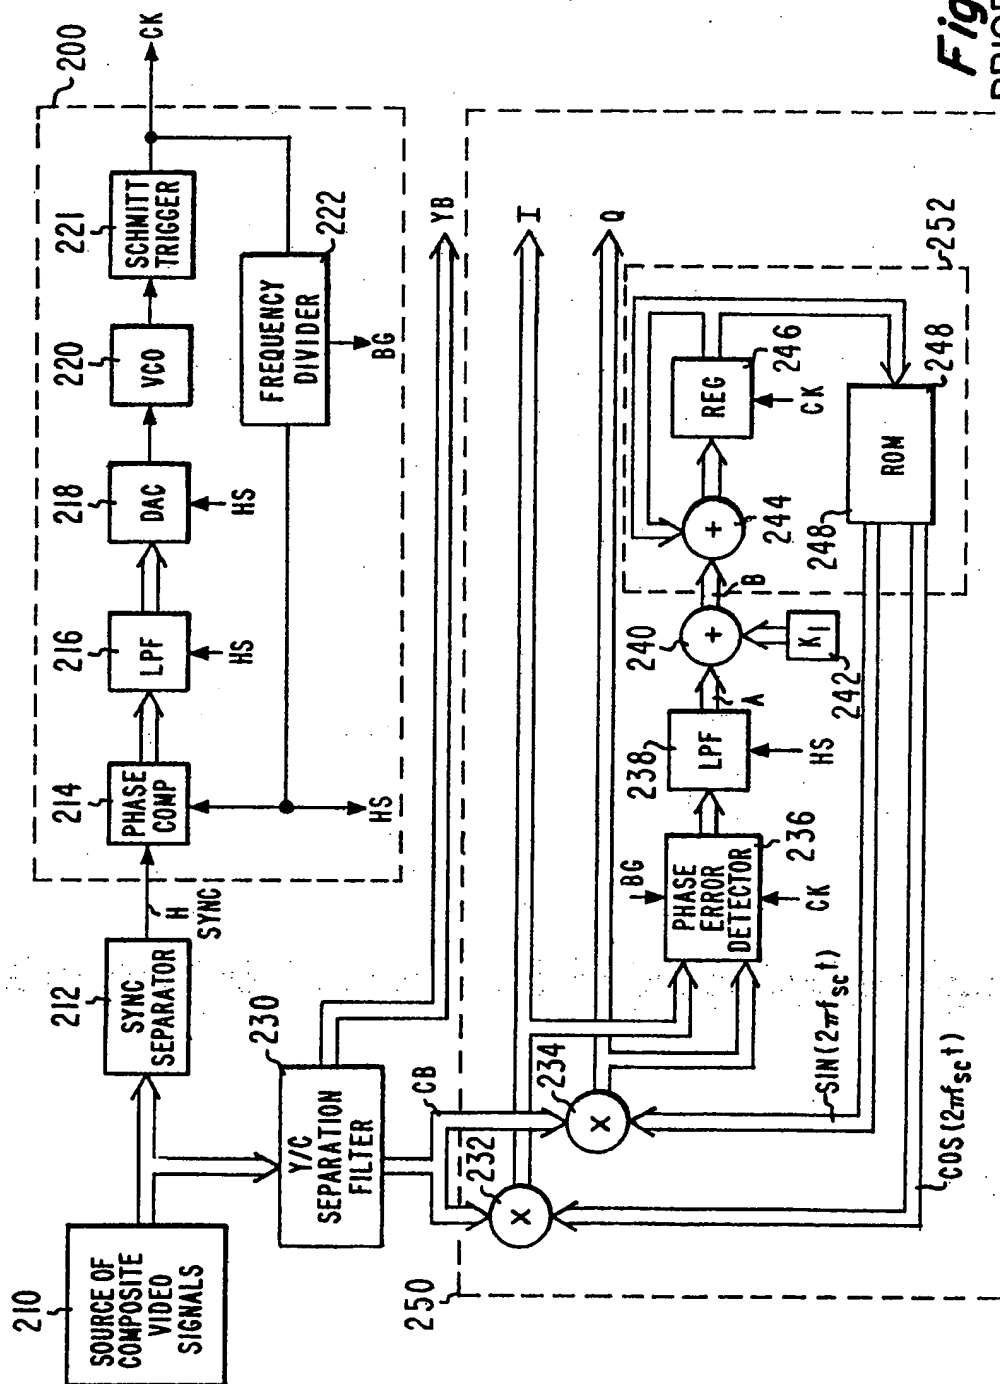 210
SOURCE OF
COMPOSITE
VIDEO
SIGNALS
212
SYNC
SEPARATOR
H
SYNC
200
214
PHASE
COMP
216
LPF
HS
218
DAC
HS
220
VCO
221
SCHMITT
TRIGGER
CK
222
FREQUENCY
DIVIDER
BG
HS
230
Y/C
SEPARATION
FILTER
YB
CB
250
232
X
234
X
I
Q
BG
PHASE
ERROR
DETECTOR
236
CK
238
LPF
HS
A
240
+
K1
242
B
252
+
244
REG
246
CK
248
ROM
248
SIN(2πfsc t)
COS(2πfsc t)
Fig